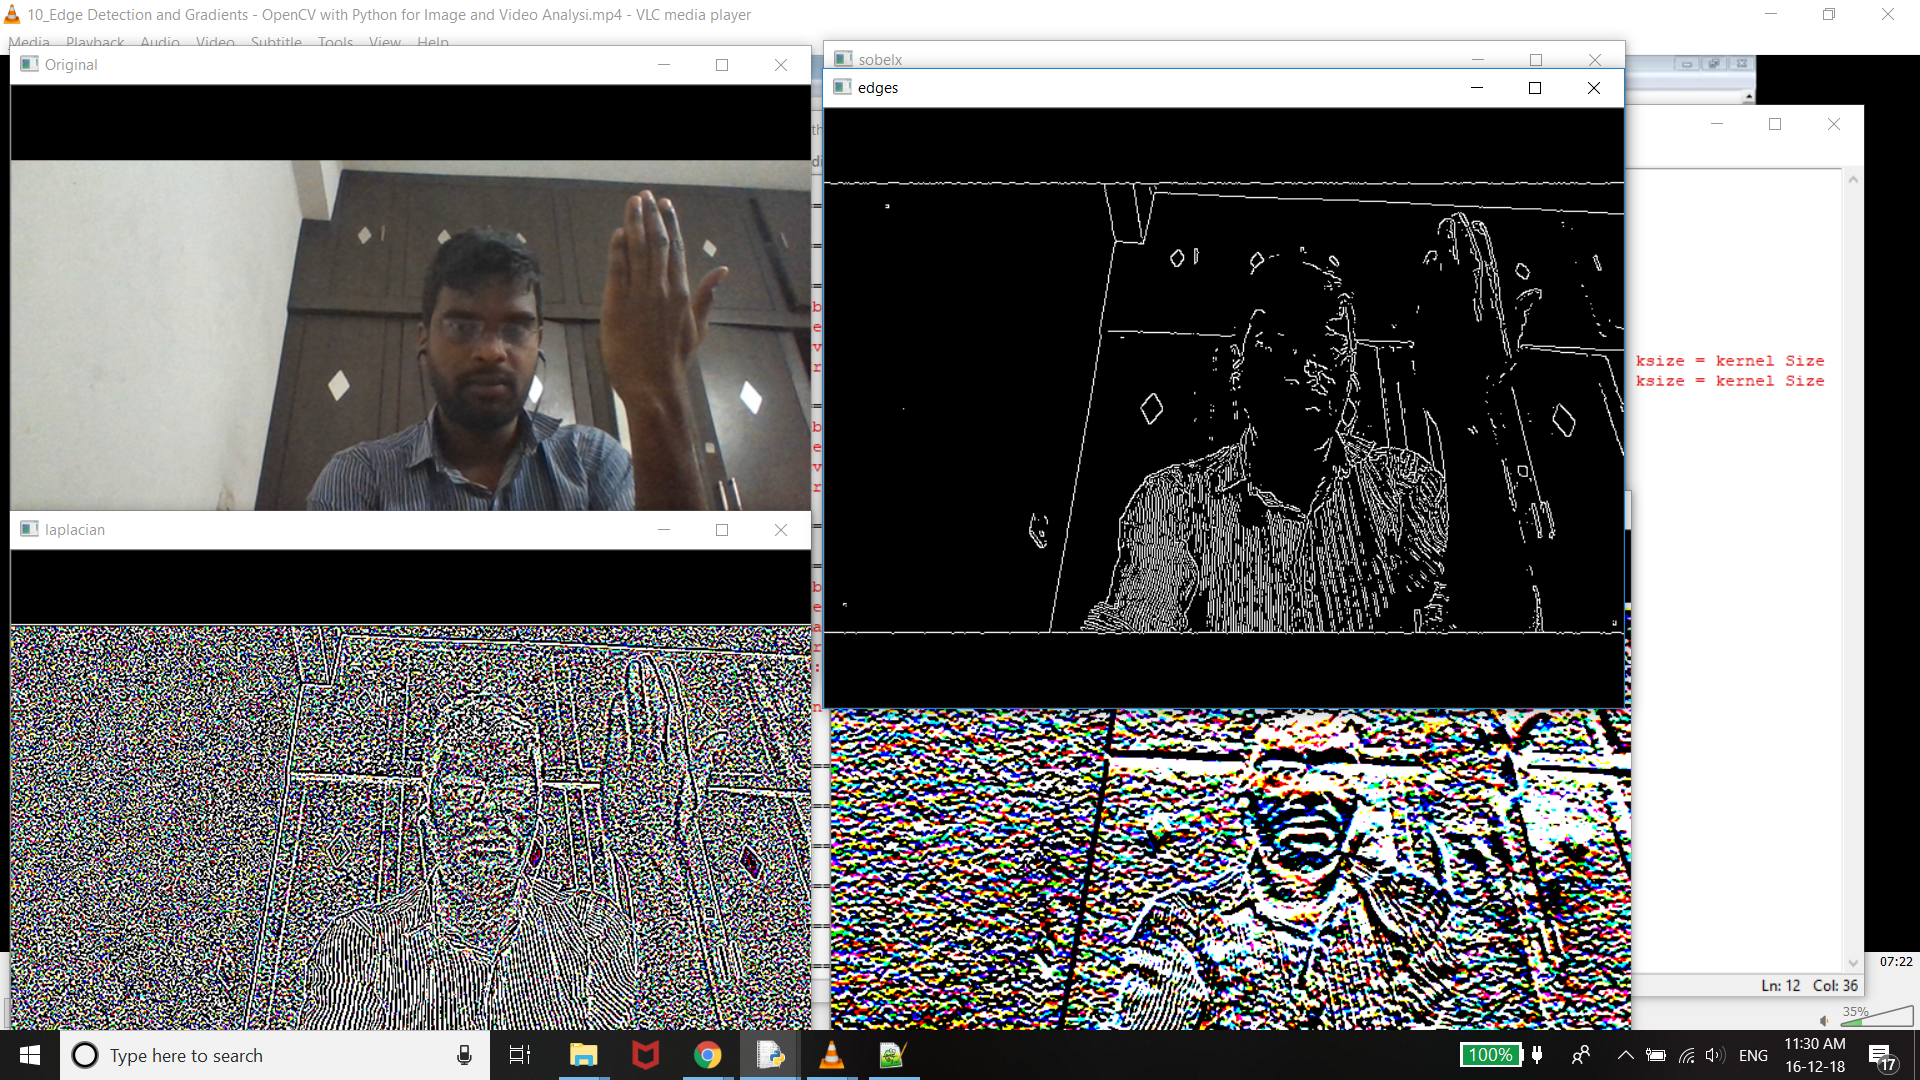 10_Edge Detection and Gradients - OpenCV with Python for Image and Video Analysi.mp4 - VLC media player
Media Playback Audio Video Subtitle Tools View Help
Original
sobelx
edges
ksize = kernel Size
ksize = kernel Size
laplacian
07:22
Ln: 12 Col: 36
35%
Type here to search
100%
ENG
11:30 AM
16-12-18
17